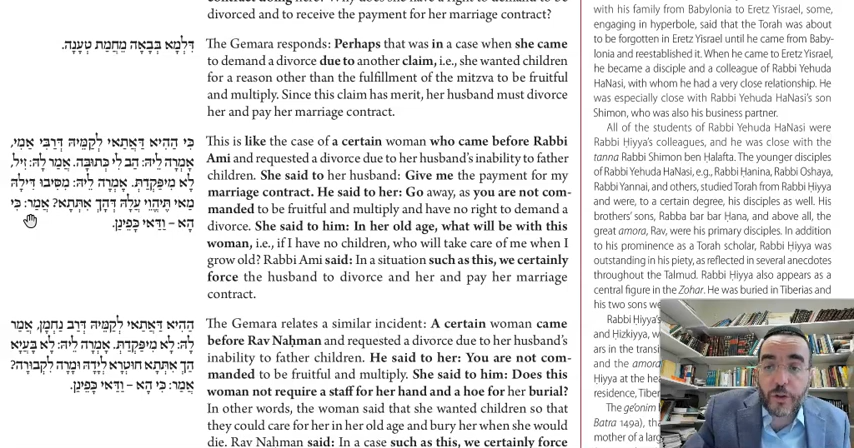 divorced and to receive the payment for her marriage contract?
דִּלְמָא בְּבָאָה מֵחֲמַת טַעֲנָה.
The Gemara responds: Perhaps that was in a case when she came
to demand a divorce due to another claim, i.e., she wanted children
for a reason other than the fulfillment of the mitzva to be fruitful
and multiply. Since this claim has merit, her husband must divorce
her and pay her marriage contract.
כִּי הַהִיא דַּאֲתַאי לְקַמֵּיהּ דְּרַבִּי אַמֵּי,
אֲמַרָה לֵיהּ: הַב לִי כְּתוּבָּה. אֲמַר לָהּ: זִיל,
לָא מִיפַּקְדַתְּ. אֲמַרָה לֵיהּ: מִסֵּיבוּ דִּילַהּ
מַאי תֶּיהֱוֵי עֲלַהּ דְּהָךְ אִתְּתָא? אֲמַר: כִּי
הָא – וַדַּאי כָּפֵינַן.
This is like the case of a certain woman who came before Rabbi
Ami and requested a divorce due to her husband's inability to father
children. She said to her husband: Give me the payment for my
marriage contract. He said to her: Go away, as you are not com-
manded to be fruitful and multiply and have no right to demand a
divorce. She said to him: In her old age, what will be with this
woman, i.e., if I have no children, who will take care of me when I
grow old? Rabbi Ami said: In a situation such as this, we certainly
force the husband to divorce and her and pay her marriage
contract.
הַהִיא דַּאֲתַאי לְקַמֵּיהּ דְּרַב נַחְמָן, אֲמַר
לָהּ: לָא מִיפַּקְדַתְּ. אֲמַרָה לֵיהּ: לָא בָּעֲיָא
הָךְ אִתְּתָא חוּטְרָא לְיָדָהּ וּמָרָה לִקְבוּרָה?
אֲמַר: כִּי הָא – וַדַּאי כָּפֵינַן.
The Gemara relates a similar incident: A certain woman came
before Rav Naḥman and requested a divorce due to her husband's
inability to father children. He said to her: You are not com-
manded to be fruitful and multiply. She said to him: Does this
woman not require a staff for her hand and a hoe for her burial?
In other words, the woman said that she wanted children so that
they could care for her in her old age and bury her when she would
die. Rav Naḥman said: In a case such as this, we certainly force
with his family from Babylonia to Eretz Yisrael, some,
engaging in hyperbole, said that the Torah was about
to be forgotten in Eretz Yisrael until he came from Baby-
lonia and reestablished it. When he came to Eretz Yisrael,
he became a disciple and a colleague of Rabbi Yehuda
HaNasi, with whom he had a very close relationship. He
was especially close with Rabbi Yehuda HaNasi's son
Shimon, who was also his business partner.
All of the students of Rabbi Yehuda HaNasi were
Rabbi Ḥiyya's colleagues, and he was close with the
tanna Rabbi Shimon ben Ḥalafta. The younger disciples
of Rabbi Yehuda HaNasi, e.g., Rabbi Ḥanina, Rabbi Oshaya,
Rabbi Yannai, and others, studied Torah from Rabbi Ḥiyya
and were, to a certain degree, his disciples as well. His
brothers' sons, Rabba bar bar Ḥana, and above all, the
great amora, Rav, were his primary disciples. In addition
to his prominence as a Torah scholar, Rabbi Ḥiyya was
outstanding in his piety, as reflected in several anecdotes
throughout the Talmud. Rabbi Ḥiyya also appears as a
central figure in the Zohar. He was buried in Tiberias and
his two sons we
Rabbi Ḥiyya's
and Ḥizkiyya, w
ars in the transi
and the amora
Ḥiyya at the hea
residence, Tiber
The ge'onim
Batra 149a), tha
mother of a larg